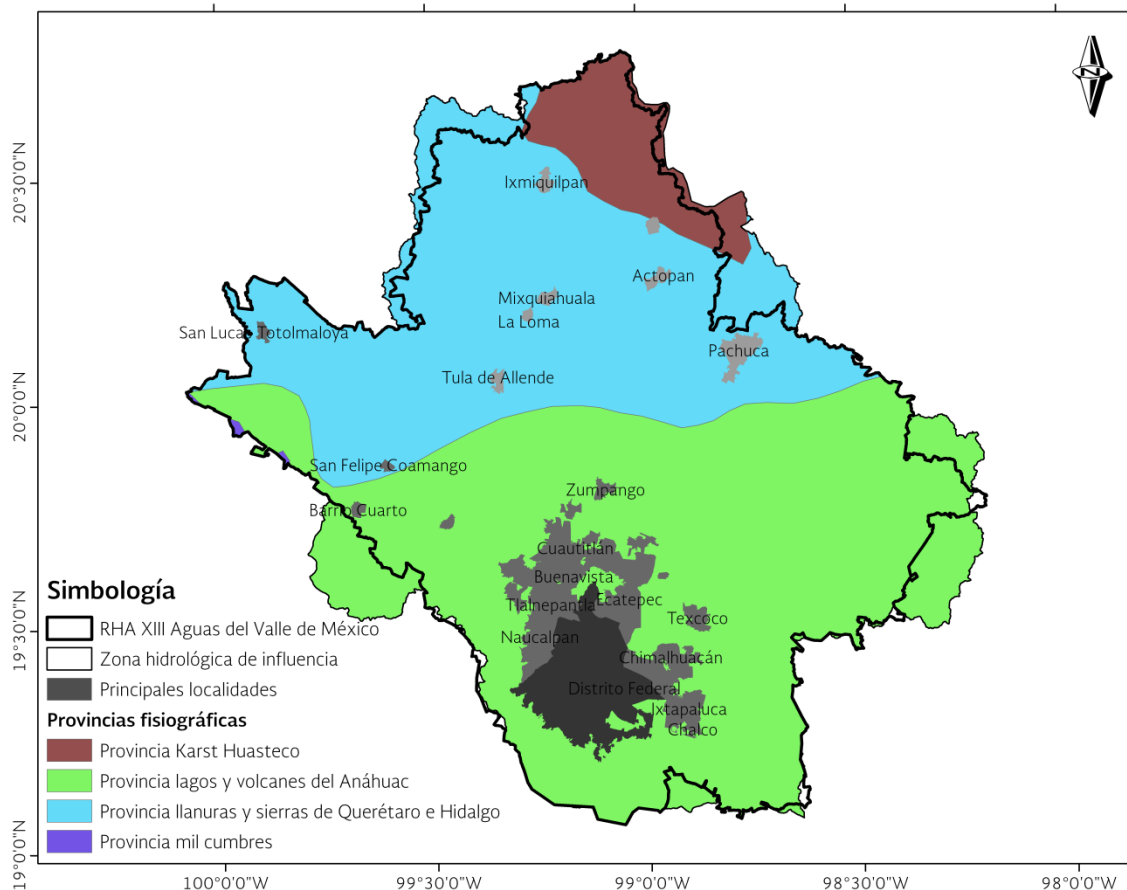 N
20°30'0"N
20°0'0"N
19°30'0"N
19°0'0"N
Ixmiquilpan
Actopan
Mixquiahuala
La Loma
San Lucas Totolmaloya
Pachuca
Tula de Allende
San Felipe Coamango
Zumpango
Barrio Cuarto
Cuautitlán
Buenavista
Tlalnepantla
Ecatepec
Texcoco
Naucalpan
Chimalhuacán
Distrito Federal
Ixtapaluca
Chalco
Simbología
RHA XIII Aguas del Valle de México
Zona hidrológica de influencia
Principales localidades
Provincias fisiográficas
Provincia Karst Huasteco
Provincia lagos y volcanes del Anáhuac
Provincia llanuras y sierras de Querétaro e Hidalgo
Provincia mil cumbres
100°0'0"W
99°30'0"W
99°0'0"W
98°30'0"W
98°0'0"W